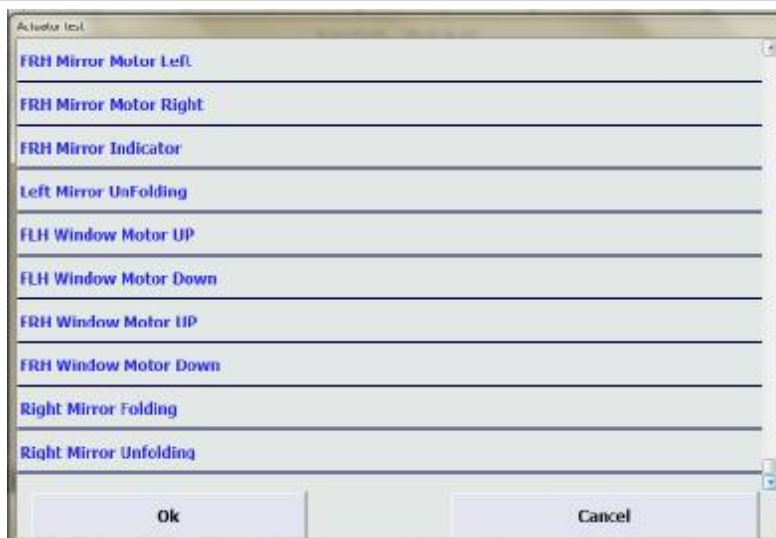 Actuator test
FRH Mirror Motor Left
FRH Mirror Motor Right
FRH Mirror Indicator
Left Mirror UnFolding
FLH Window Motor UP
FLH Window Motor Down
FRH Window Motor UP
FRH Window Motor Down
Right Mirror Folding
Right Mirror Unfolding
Ok
Cancel